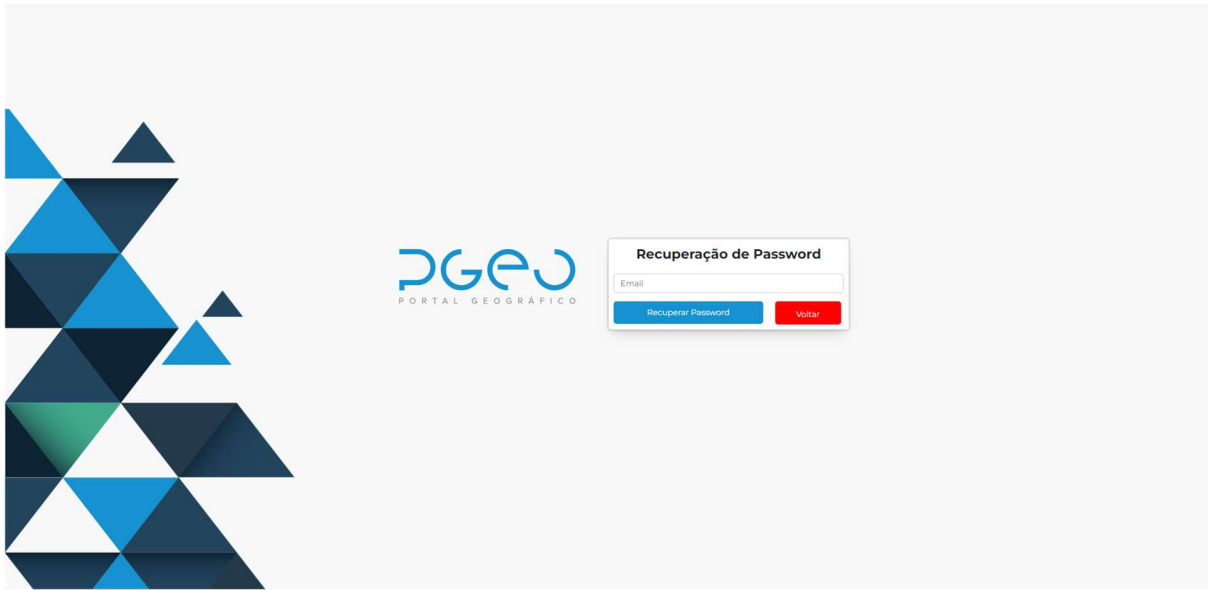 pGeo
PORTAL GEOGRÁFICO
Recuperação de Password
Email
Recuperar Password
Voltar